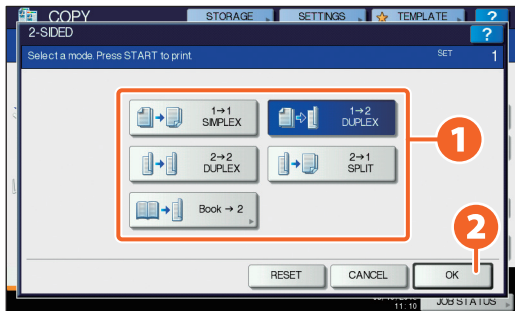 COPY STORAGE SETTINGS TEMPLATE ?
2-SIDED ?
Select a mode. Press START to print. SET 1
1→1 SIMPLEX
1→2 DUPLEX
1
2→2 DUPLEX
2→1 SPLIT
Book → 2
2
RESET CANCEL OK
11:10 JOB STATUS